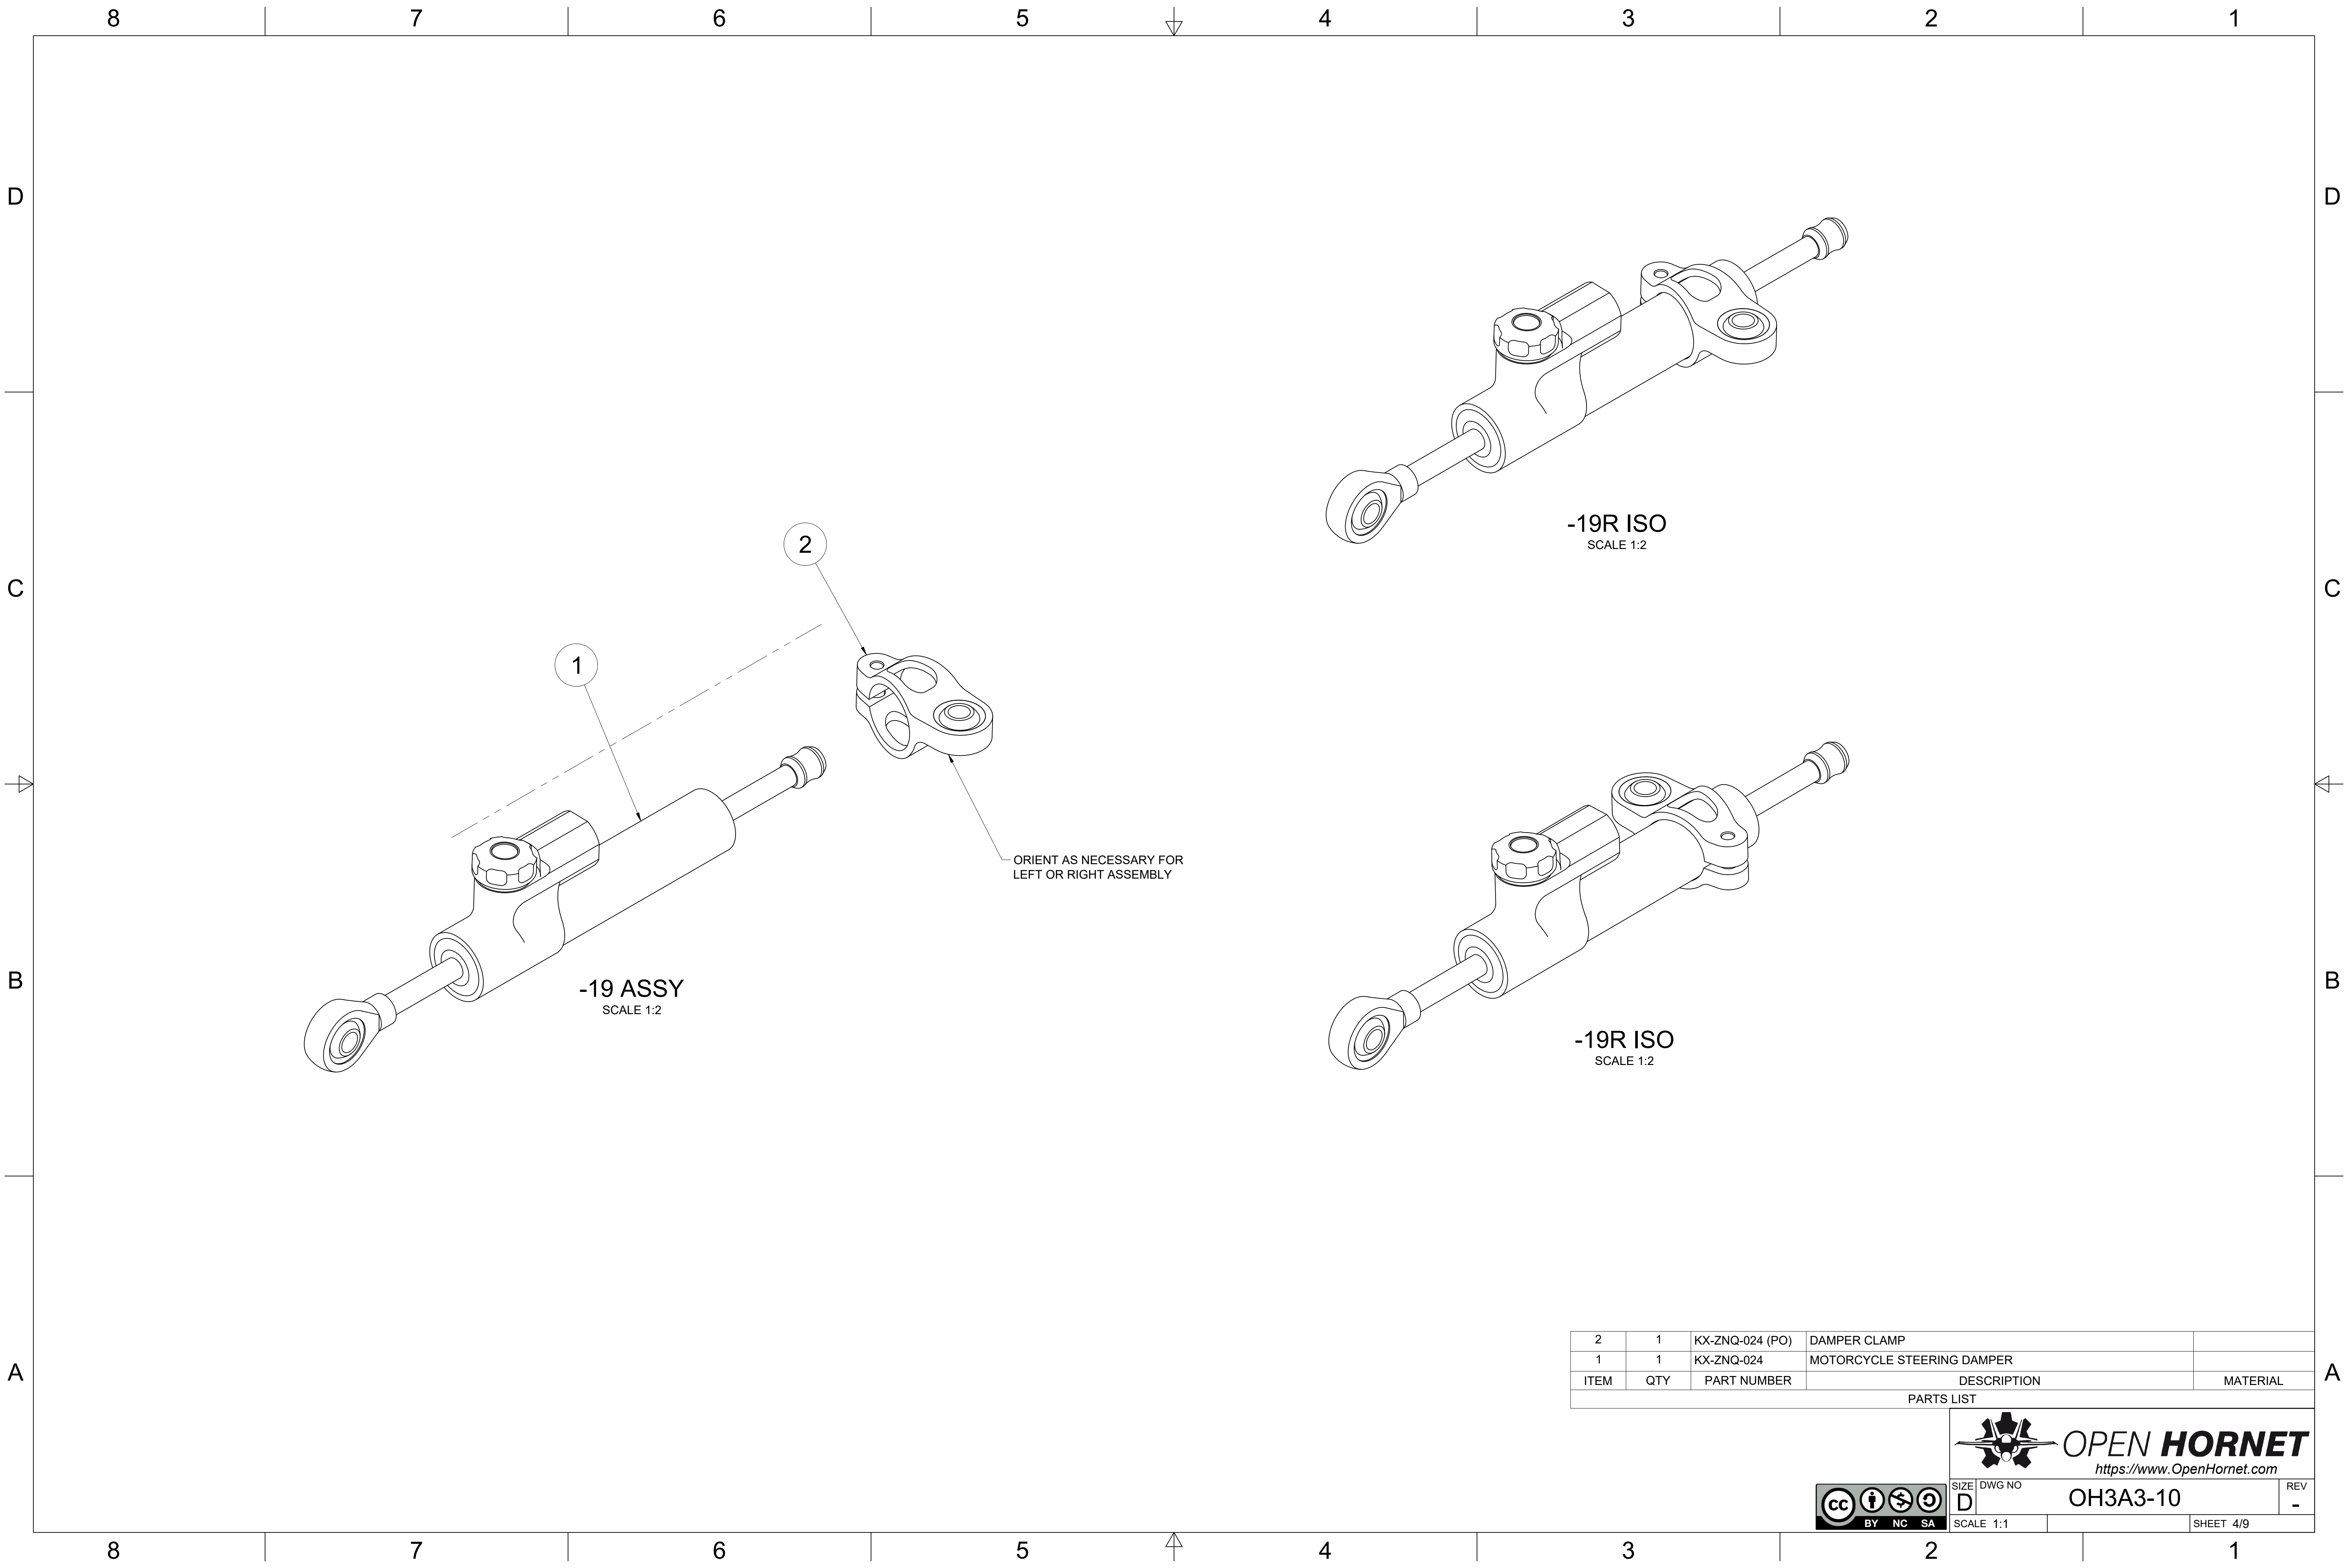 8 7 6 5 4 3 2 1
D D
-19R ISO
SCALE 1:2
2
C C
1
ORIENT AS NECESSARY FOR
LEFT OR RIGHT ASSEMBLY
-19 ASSY
SCALE 1:2
B B
-19R ISO
SCALE 1:2
2 1 KX-ZNQ-024 (PO) DAMPER CLAMP
1 1 KX-ZNQ-024 MOTORCYCLE STEERING DAMPER
ITEM QTY PART NUMBER DESCRIPTION MATERIAL
PARTS LIST
A A
OPEN HORNET
https://www.OpenHornet.com
cc BY NC SA
SIZE D DWG NO OH3A3-10 REV -
SCALE 1:1 SHEET 4/9
8 7 6 5 4 3 2 1